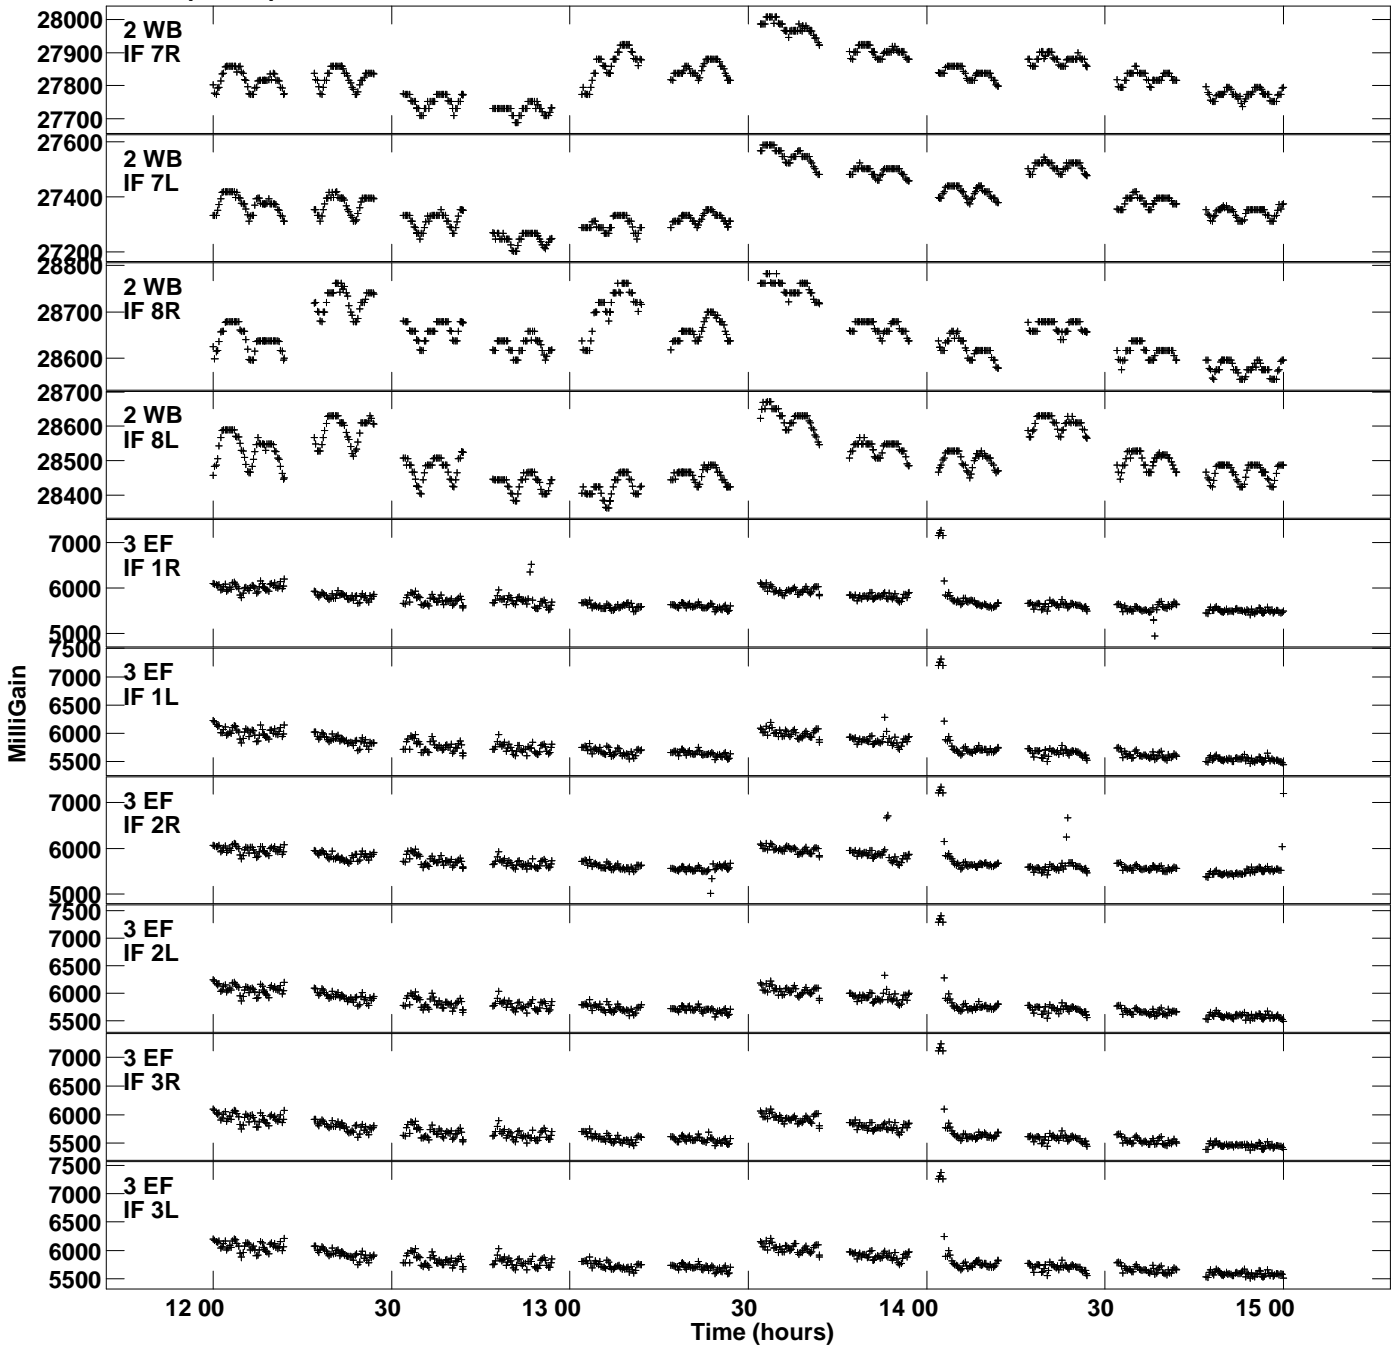 28000
27900
27800
27700
2 WB
IF 7R
27600
27400
27200
2 WB
IF 7L
28800
28700
28600
2 WB
IF 8R
28700
28600
28500
28400
2 WB
IF 8L
7000
6000
5000
3 EF
IF 1R
7500
7000
6500
6000
5500
3 EF
IF 1L
7000
6000
5000
3 EF
IF 2R
7500
7000
6500
6000
5500
3 EF
IF 2L
7000
6500
6000
5500
3 EF
IF 3R
7500
7000
6500
6000
5500
3 EF
IF 3L
MilliGain
12 00 30 13 00 30 14 00 30 15 00
Time (hours)